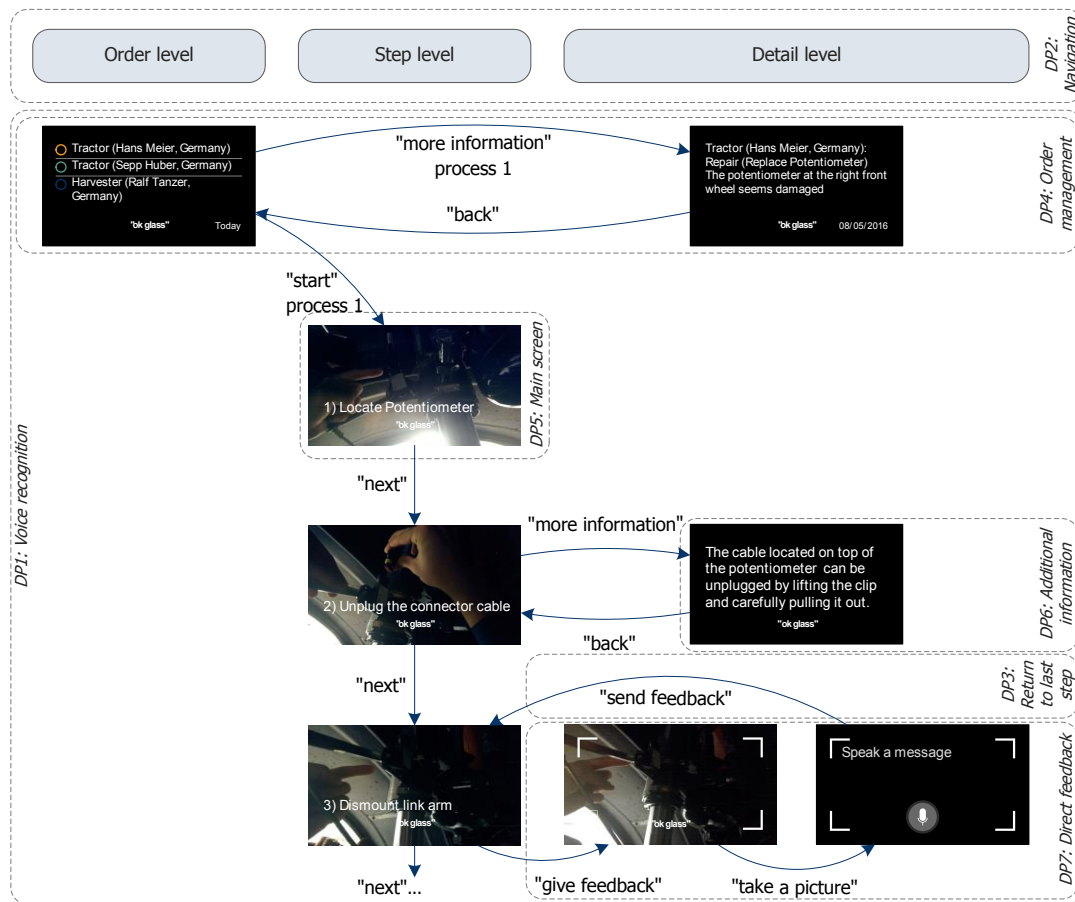 Order level
Step level
Detail level
DP2:
Navigation
Tractor (Hans Meier, Germany)
Tractor (Sepp Huber, Germany)
Harvester (Ralf Tanzer,
Germany)
"ok glass"
Today
"more information"
process 1
"back"
Tractor (Hans Meier, Germany):
Repair (Replace Potentiometer)
The potentiometer at the right front
wheel seems damaged
"ok glass"
08/05/2016
DP4: Order
management
"start"
process 1
1) Locate Potentiometer
"ok glass"
DP5: Main screen
DP1: Voice recognition
"next"
2) Unplug the connector cable
"ok glass"
"more information"
"back"
The cable located on top of
the potentiometer can be
unplugged by lifting the clip
and carefully pulling it out.
"ok glass"
DP6: Additional
information
"next"
"send feedback"
DP3:
Return
to last
step
3) Dismount link arm
"ok glass"
"ok glass"
Speak a message
DP7: Direct feedback
"next"...
"give feedback"
"take a picture"